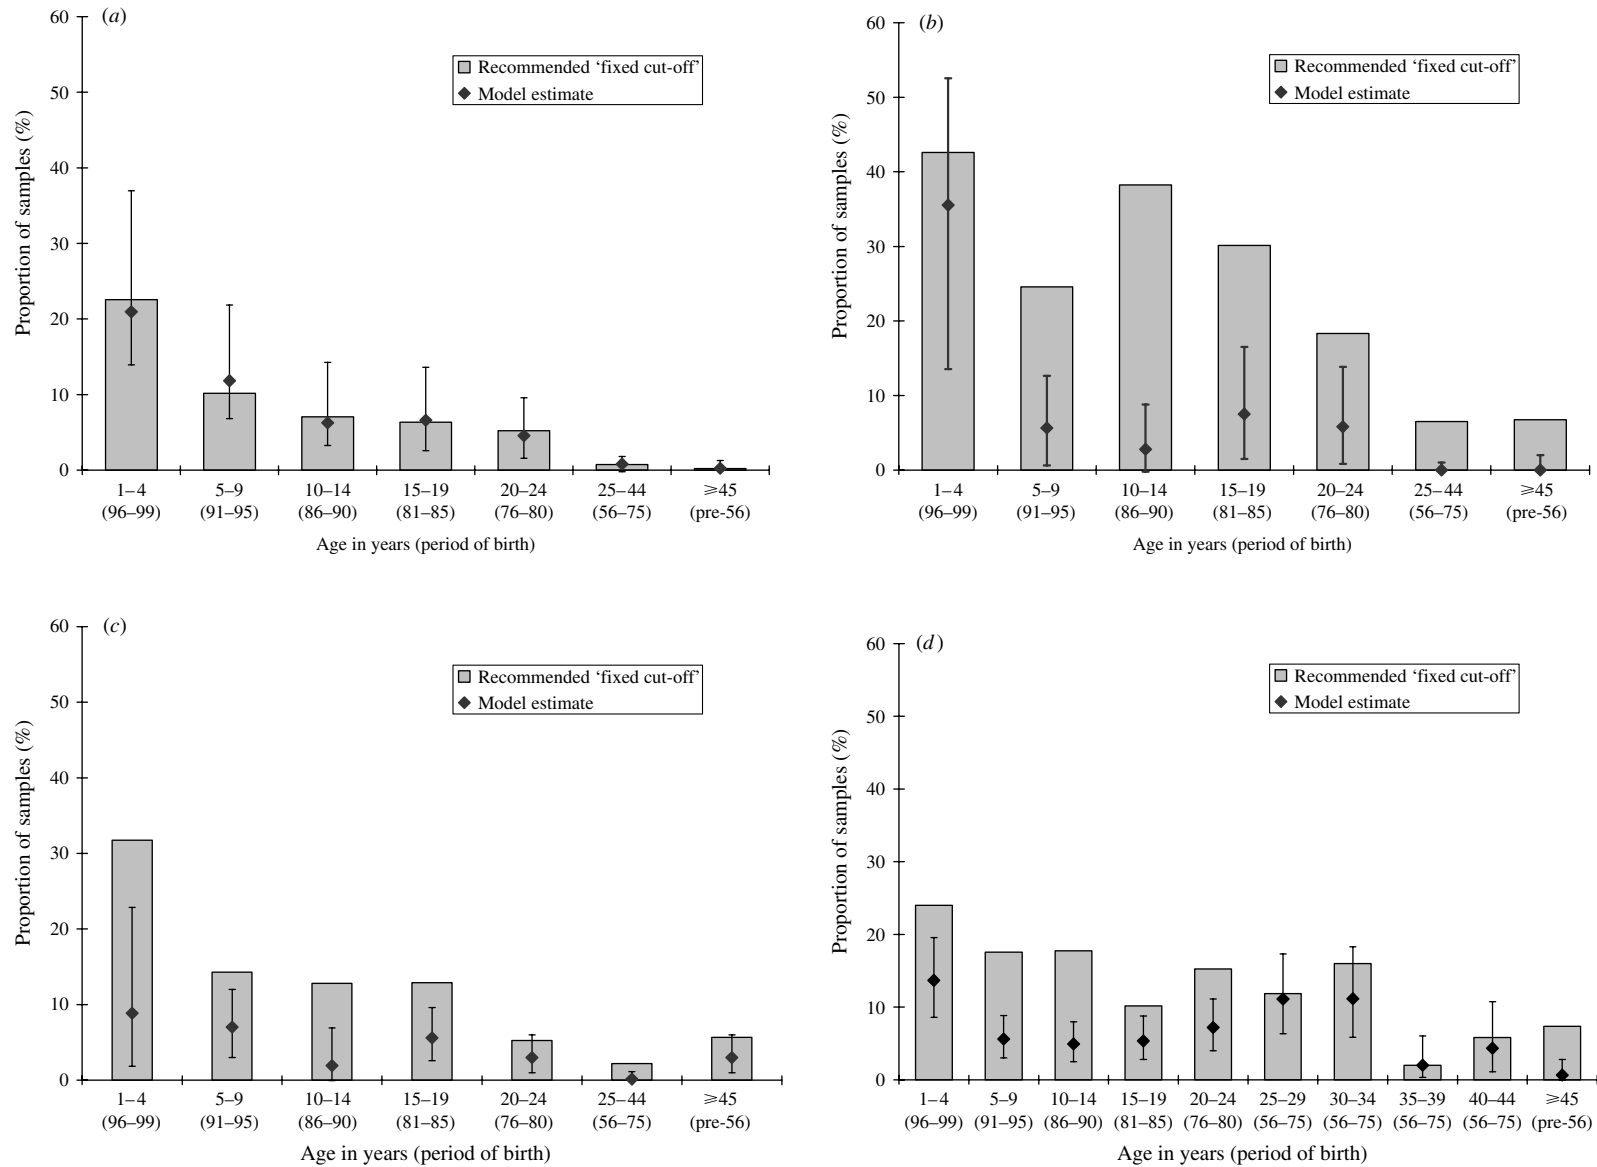 (a)
60
50
40
30
20
10
0
Proportion of samples (%)
Recommended ‘fixed cut-off’
Model estimate
1–4 5–9 10–14 15–19 20–24 25–44 ⩾45
(96–99) (91–95) (86–90) (81–85) (76–80) (56–75) (pre-56)
Age in years (period of birth)
(b)
60
50
40
30
20
10
0
Proportion of samples (%)
Recommended ‘fixed cut-off’
Model estimate
1–4 5–9 10–14 15–19 20–24 25–44 ⩾45
(96–99) (91–95) (86–90) (81–85) (76–80) (56–75) (pre-56)
Age in years (period of birth)
(c)
60
50
40
30
20
10
0
Proportion of samples (%)
Recommended ‘fixed cut-off’
Model estimate
1–4 5–9 10–14 15–19 20–24 25–44 ⩾45
(96–99) (91–95) (86–90) (81–85) (76–80) (56–75) (pre-56)
Age in years (period of birth)
(d)
60
50
40
30
20
10
0
Proportion of samples (%)
Recommended ‘fixed cut-off’
Model estimate
1–4 5–9 10–14 15–19 20–24 25–29 30–34 35–39 40–44 ⩾45
(96–99) (91–95) (86–90) (81–85) (76–80) (56–75) (56–75) (56–75) (56–75) (pre-56)
Age in years (period of birth)